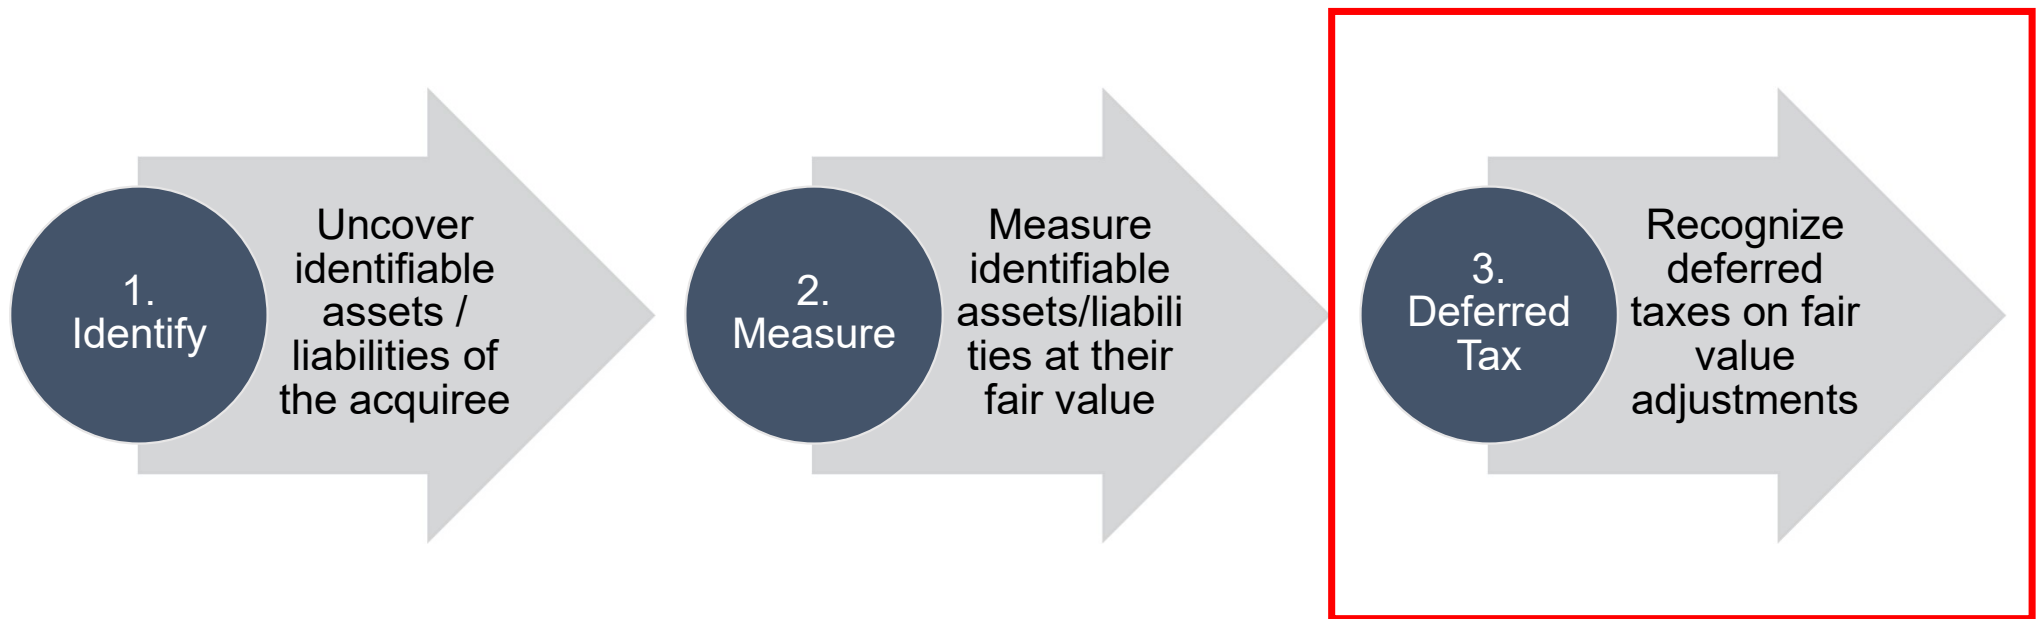 1.
Identify
Uncover
identifiable
assets /
liabilities of
the acquiree
2.
Measure
Measure
identifiable
assets/liabili
ties at their
fair value
3.
Deferred
Tax
Recognize
deferred
taxes on fair
value
adjustments